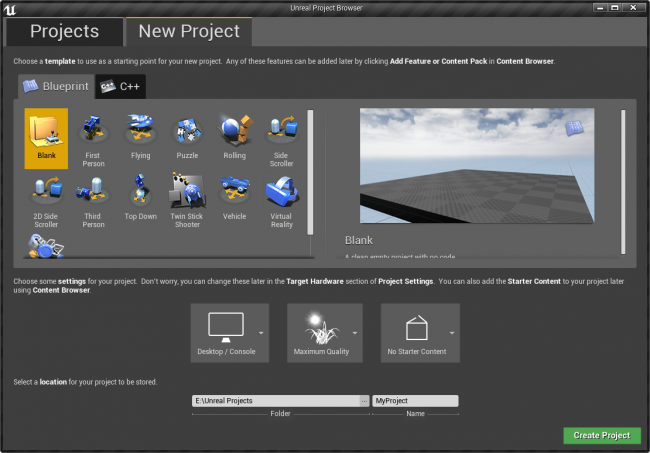 Unreal Project Browser
Projects
New Project
Choose a template to use as a starting point for your new project. Any of these features can be added later by clicking Add Feature or Content Pack in Content Browser.
Blueprint
C++
Blank
First
Person
Flying
Puzzle
Rolling
Side
Scroller
2D Side
Scroller
Third
Person
Top Down
Twin Stick
Shooter
Vehicle
Virtual
Reality
Blank
A clean empty project with no code.
Choose some settings for your project. Don't worry, you can change these later in the Target Hardware section of Project Settings. You can also add the Starter Content to your project later
using Content Browser.
Desktop / Console
Maximum Quality
No Starter Content
Select a location for your project to be stored.
E:\Unreal Projects
...
MyProject
Folder
Name
Create Project